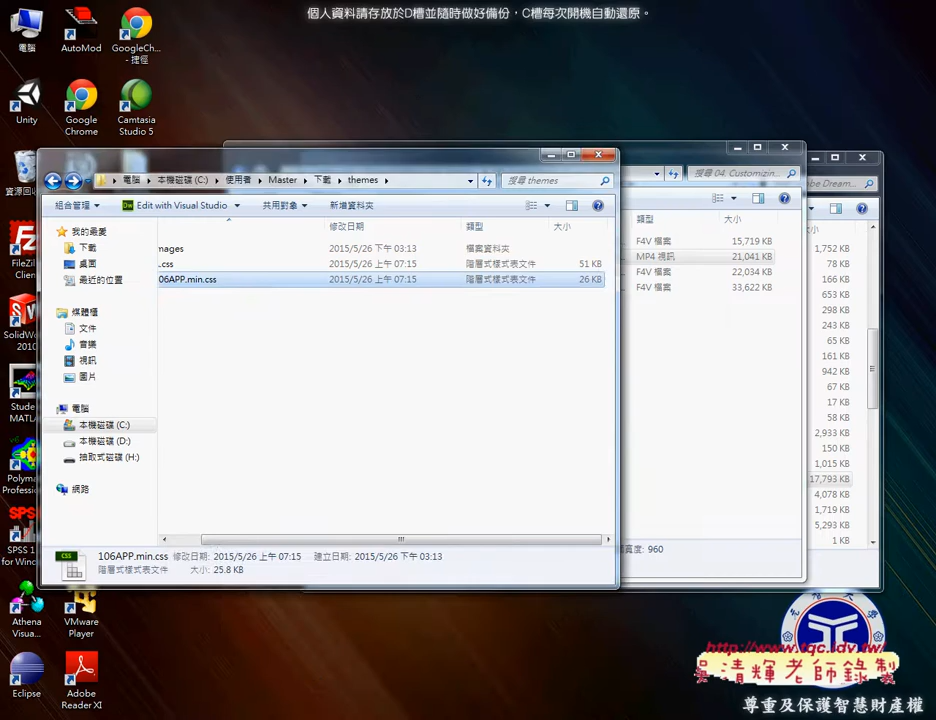 個人資料請存放於D槽並隨時做好備份，C槽每次開機自動還原。
電腦
AutoMod
GoogleCh...
- 捷徑
Unity
Google
Chrome
Camtasia
Studio 5
資源回收
FileZilla
Client
SolidWo
2010
Stude
MATLA
Polyma
Professio
SPSS 1
for Windo
Athena
Visua...
VMware
Player
Eclipse
Adobe
Reader XI
電腦 本機磁碟 (C:) 使用者 Master 下載 themes
搜尋 themes
組合管理 Edit with Visual Studio 共用對象 新增資料夾
我的最愛
下載
桌面
最近的位置
媒體櫃
文件
音樂
視訊
圖片
電腦
本機磁碟 (C:)
本機磁碟 (D:)
抽取式磁碟 (H:)
網路
修改日期 類型 大小
mages 2015/5/26 下午 03:13 檔案資料夾
.css 2015/5/26 上午 07:15 階層式樣式表文件 51 KB
06APP.min.css 2015/5/26 上午 07:15 階層式樣式表文件 26 KB
CSS
106APP.min.css 修改日期: 2015/5/26 上午 07:15 建立日期: 2015/5/26 下午 03:13
階層式樣式表文件 大小: 25.8 KB
搜尋 04. Customizin...
類型 大小
F4V 檔案 15,719 KB
MP4 視訊 21,041 KB
F4V 檔案 22,034 KB
F4V 檔案 33,622 KB
寬度: 960
be Dream...
小
1,752 KB
78 KB
166 KB
653 KB
298 KB
243 KB
65 KB
161 KB
942 KB
67 KB
17 KB
58 KB
2,933 KB
150 KB
1,015 KB
17,793 KB
4,078 KB
1,719 KB
5,293 KB
1 KB
http://www.tqc.idv.tw/
吳清輝老師錄製
尊重及保護智慧財產權